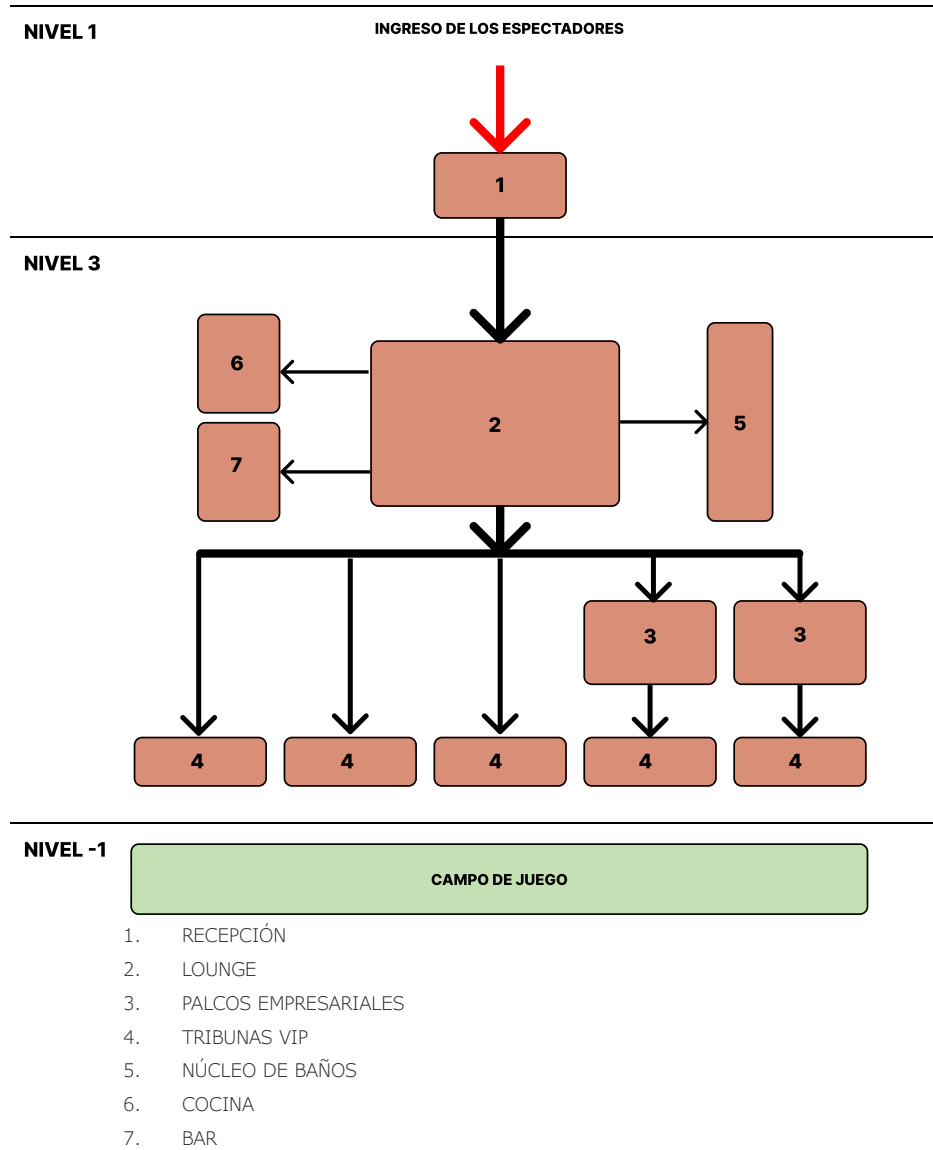 NIVEL 1
INGRESO DE LOS ESPECTADORES
1
NIVEL 3
6
2
5
7
3
3
4
4
4
4
4
NIVEL -1
CAMPO DE JUEGO
1. RECEPCIÓN
2. LOUNGE
3. PALCOS EMPRESARIALES
4. TRIBUNAS VIP
5. NÚCLEO DE BAÑOS
6. COCINA
7. BAR